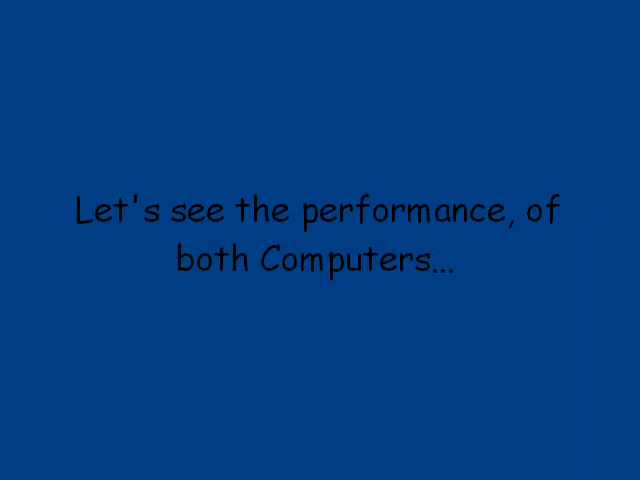 Let's see the performance, of
both Computers...